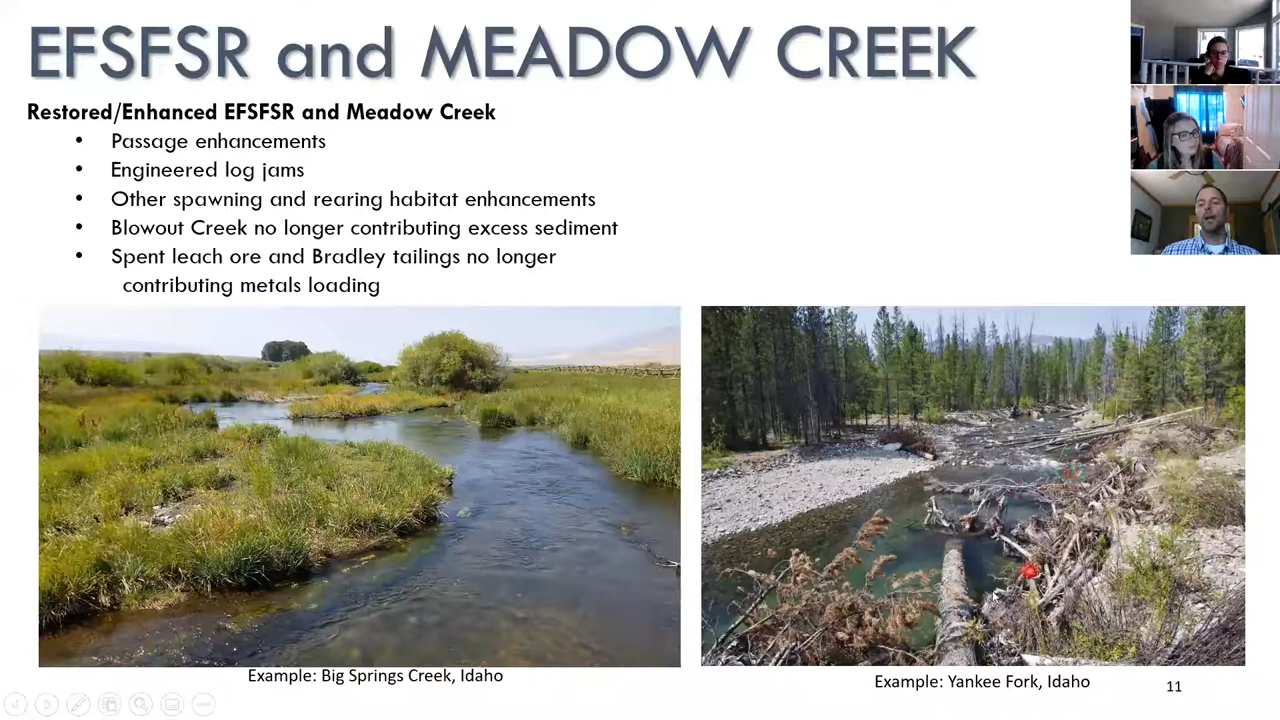 EFSFSR and MEADOW CREEK
Restored/Enhanced EFSFSR and Meadow Creek
• Passage enhancements
• Engineered log jams
• Other spawning and rearing habitat enhancements
• Blowout Creek no longer contributing excess sediment
• Spent leach ore and Bradley tailings no longer
contributing metals loading
Example: Big Springs Creek, Idaho
Example: Yankee Fork, Idaho
11